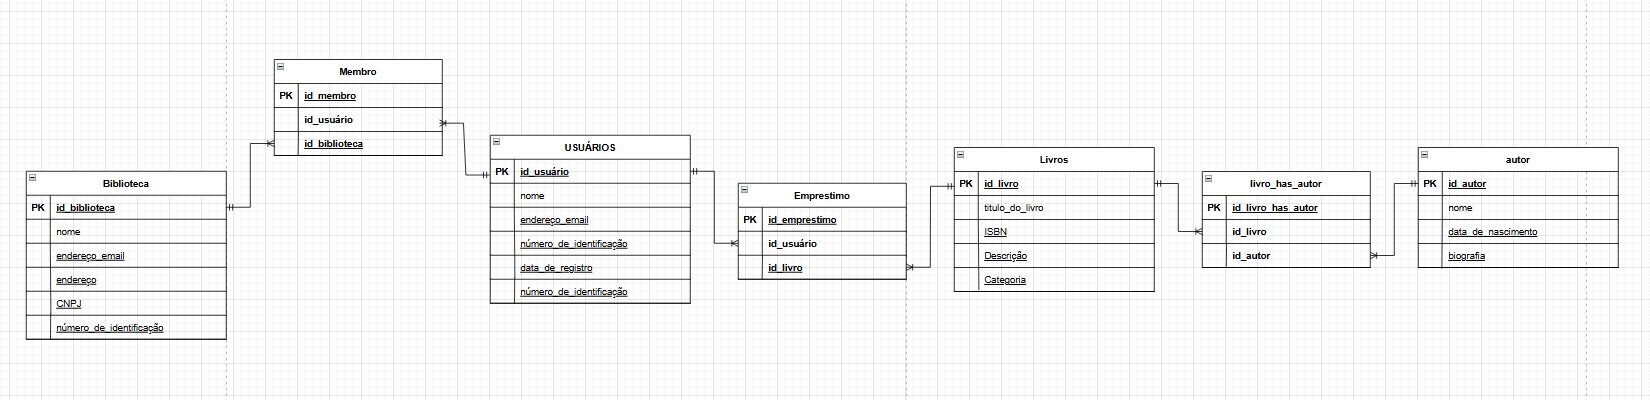 Biblioteca
PK id_biblioteca
nome
endereço_email
endereço
CNPJ
número_de_identificação
Membro
PK id_membro
id_usuário
id_biblioteca
USUÁRIOS
PK id_usuário
nome
endereço_email
número_de_identificação
data_de_registro
número_de_identificação
Emprestimo
PK id_emprestimo
id_usuário
id_livro
Livros
PK id_livro
titulo_do_livro
ISBN
Descrição
Categoria
livro_has_autor
PK id_livro_has_autor
id_livro
id_autor
autor
PK id_autor
nome
data_de_nascimento
biografia